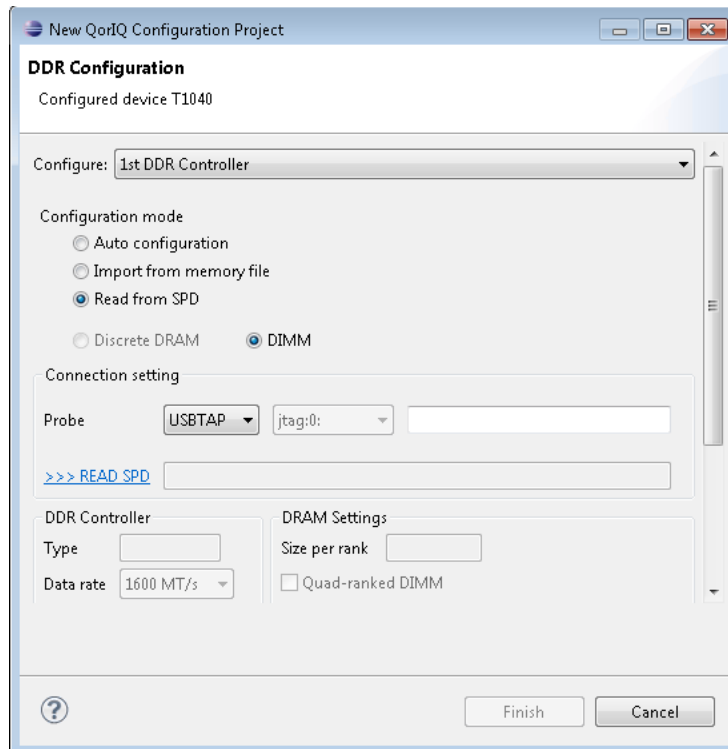 New QorIQ Configuration Project
DDR Configuration
Configured device T1040
Configure: 1st DDR Controller
Configuration mode
Auto configuration
Import from memory file
Read from SPD
Discrete DRAM DIMM
Connection setting
Probe USBTAP jtag:0:
>>> READ SPD
DDR Controller DRAM Settings
Type Size per rank
Data rate 1600 MT/s Quad-ranked DIMM
? Finish Cancel